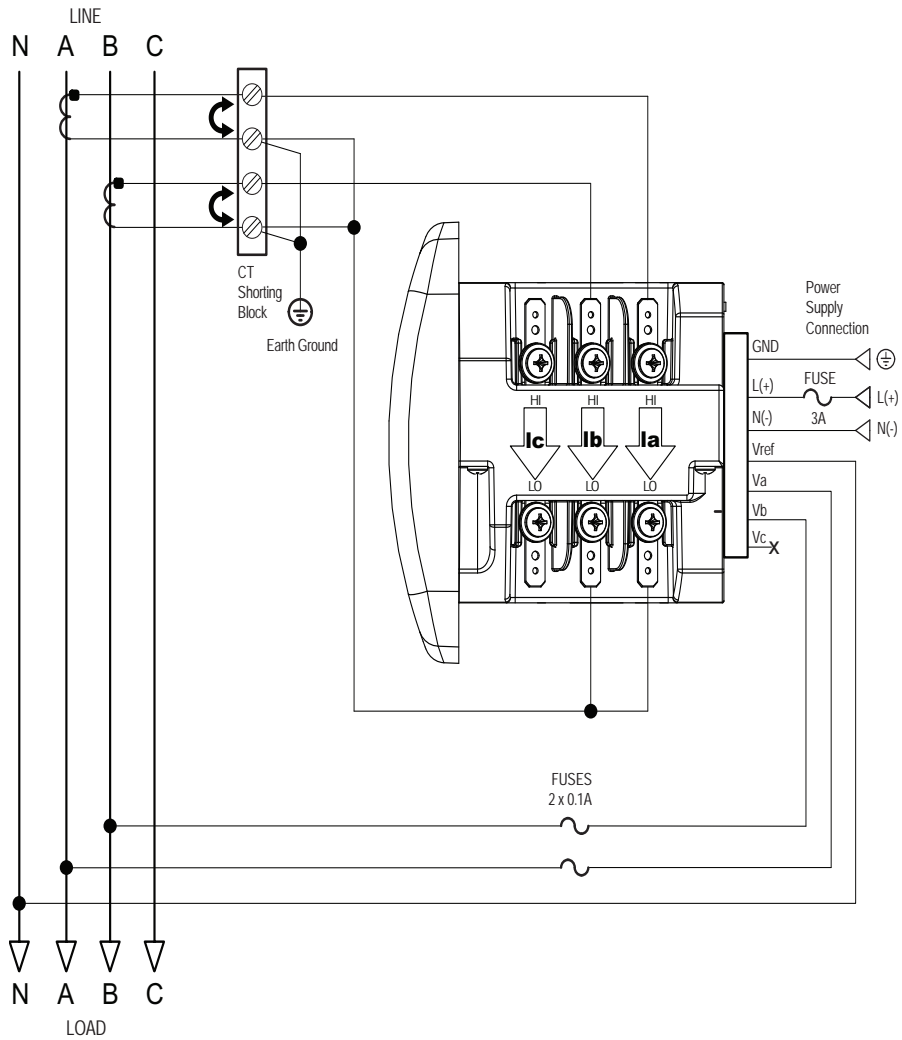 LINE
N A B C
CT
Shorting
Block
Earth Ground
Power
Supply
Connection
GND
L(+) FUSE L(+)
3A
N(-) N(-)
Vref
Va
Vb
Vc X
HI HI HI
Ic Ib Ia
LO LO LO
FUSES
2 x 0.1A
N A B C
LOAD